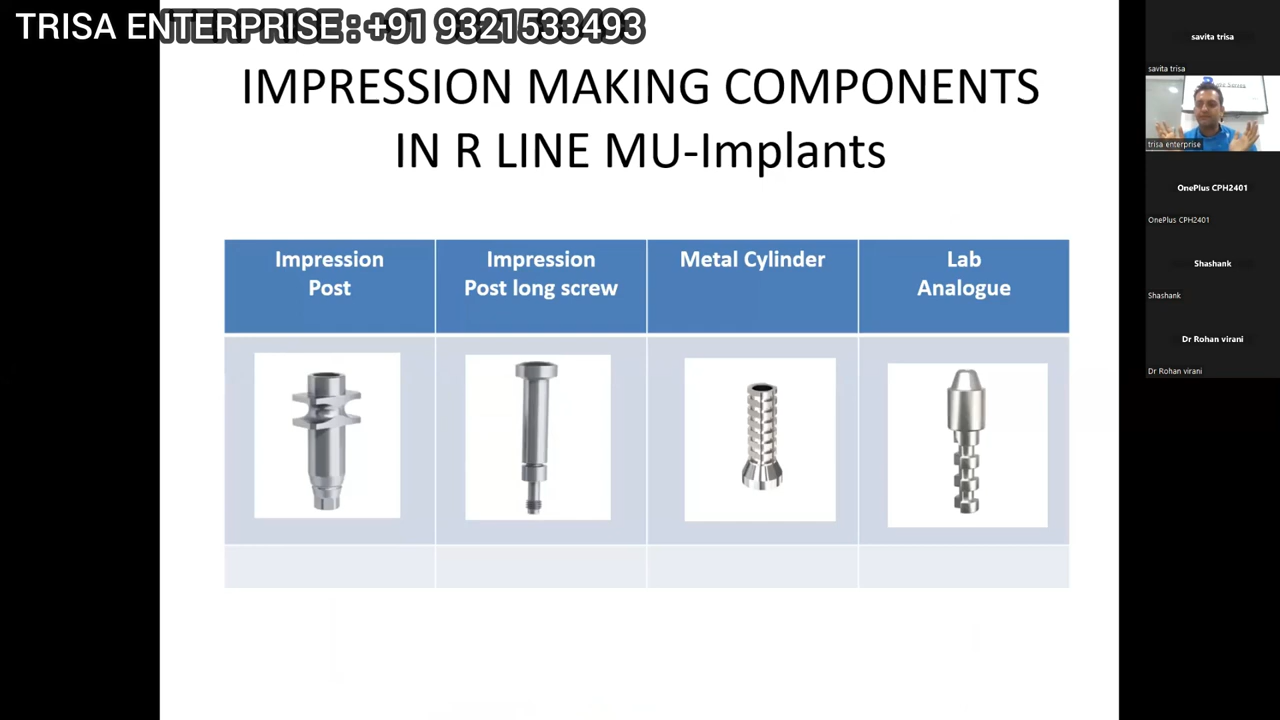 TRISA ENTERPRISE : +91 9321533493
IMPRESSION MAKING COMPONENTS
IN R LINE MU-Implants
Impression
Post
Impression
Post long screw
Metal Cylinder
Lab
Analogue
savita trisa
savita trisa
trisa enterprise
OnePlus CPH2401
OnePlus CPH2401
Shashank
Shashank
Dr Rohan virani
Dr Rohan virani